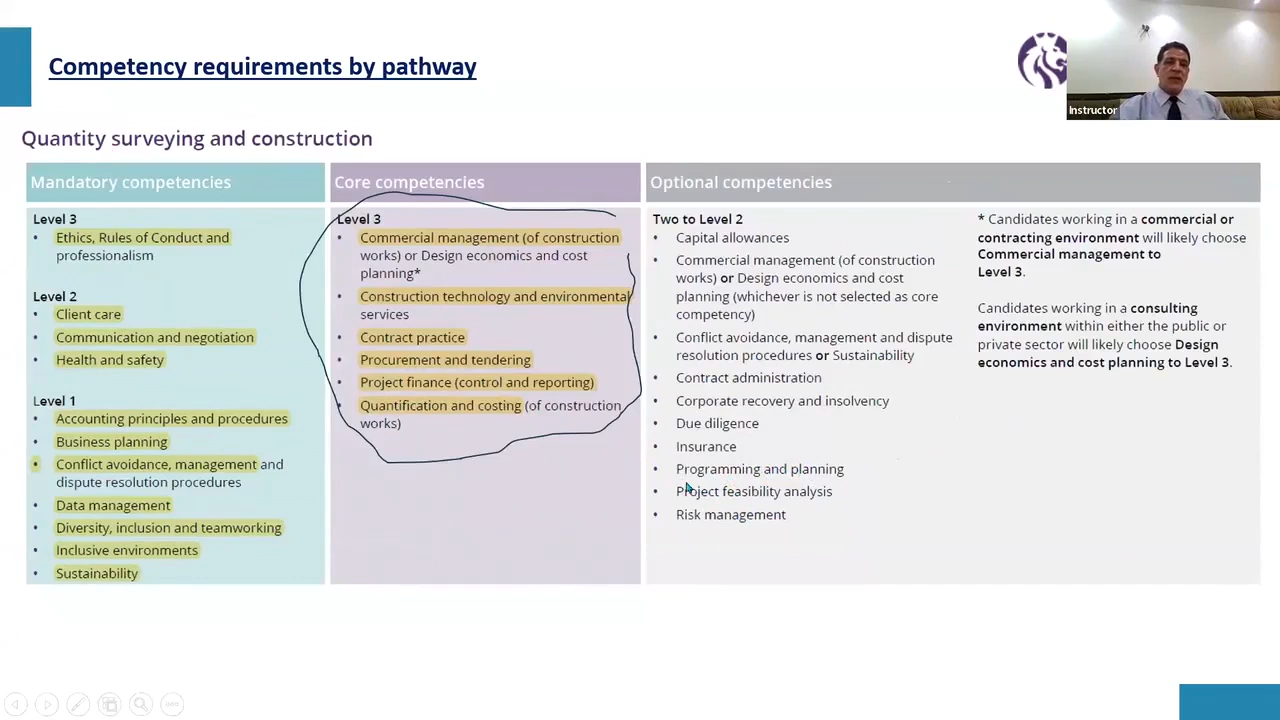 Competency requirements by pathway
Instructor
Quantity surveying and construction
Mandatory competencies
Level 3
• Ethics, Rules of Conduct and
professionalism
Level 2
• Client care
• Communication and negotiation
• Health and safety
Level 1
• Accounting principles and procedures
• Business planning
• Conflict avoidance, management and
dispute resolution procedures
• Data management
• Diversity, inclusion and teamworking
• Inclusive environments
• Sustainability
Core competencies
Level 3
• Commercial management (of construction
works) or Design economics and cost
planning*
• Construction technology and environmental
services
• Contract practice
• Procurement and tendering
• Project finance (control and reporting)
• Quantification and costing (of construction
works)
Optional competencies
Two to Level 2
• Capital allowances
• Commercial management (of construction
works) or Design economics and cost
planning (whichever is not selected as core
competency)
• Conflict avoidance, management and dispute
resolution procedures or Sustainability
• Contract administration
• Corporate recovery and insolvency
• Due diligence
• Insurance
• Programming and planning
• Project feasibility analysis
• Risk management
* Candidates working in a commercial or
contracting environment will likely choose
Commercial management to
Level 3.
Candidates working in a consulting
environment within either the public or
private sector will likely choose Design
economics and cost planning to Level 3.